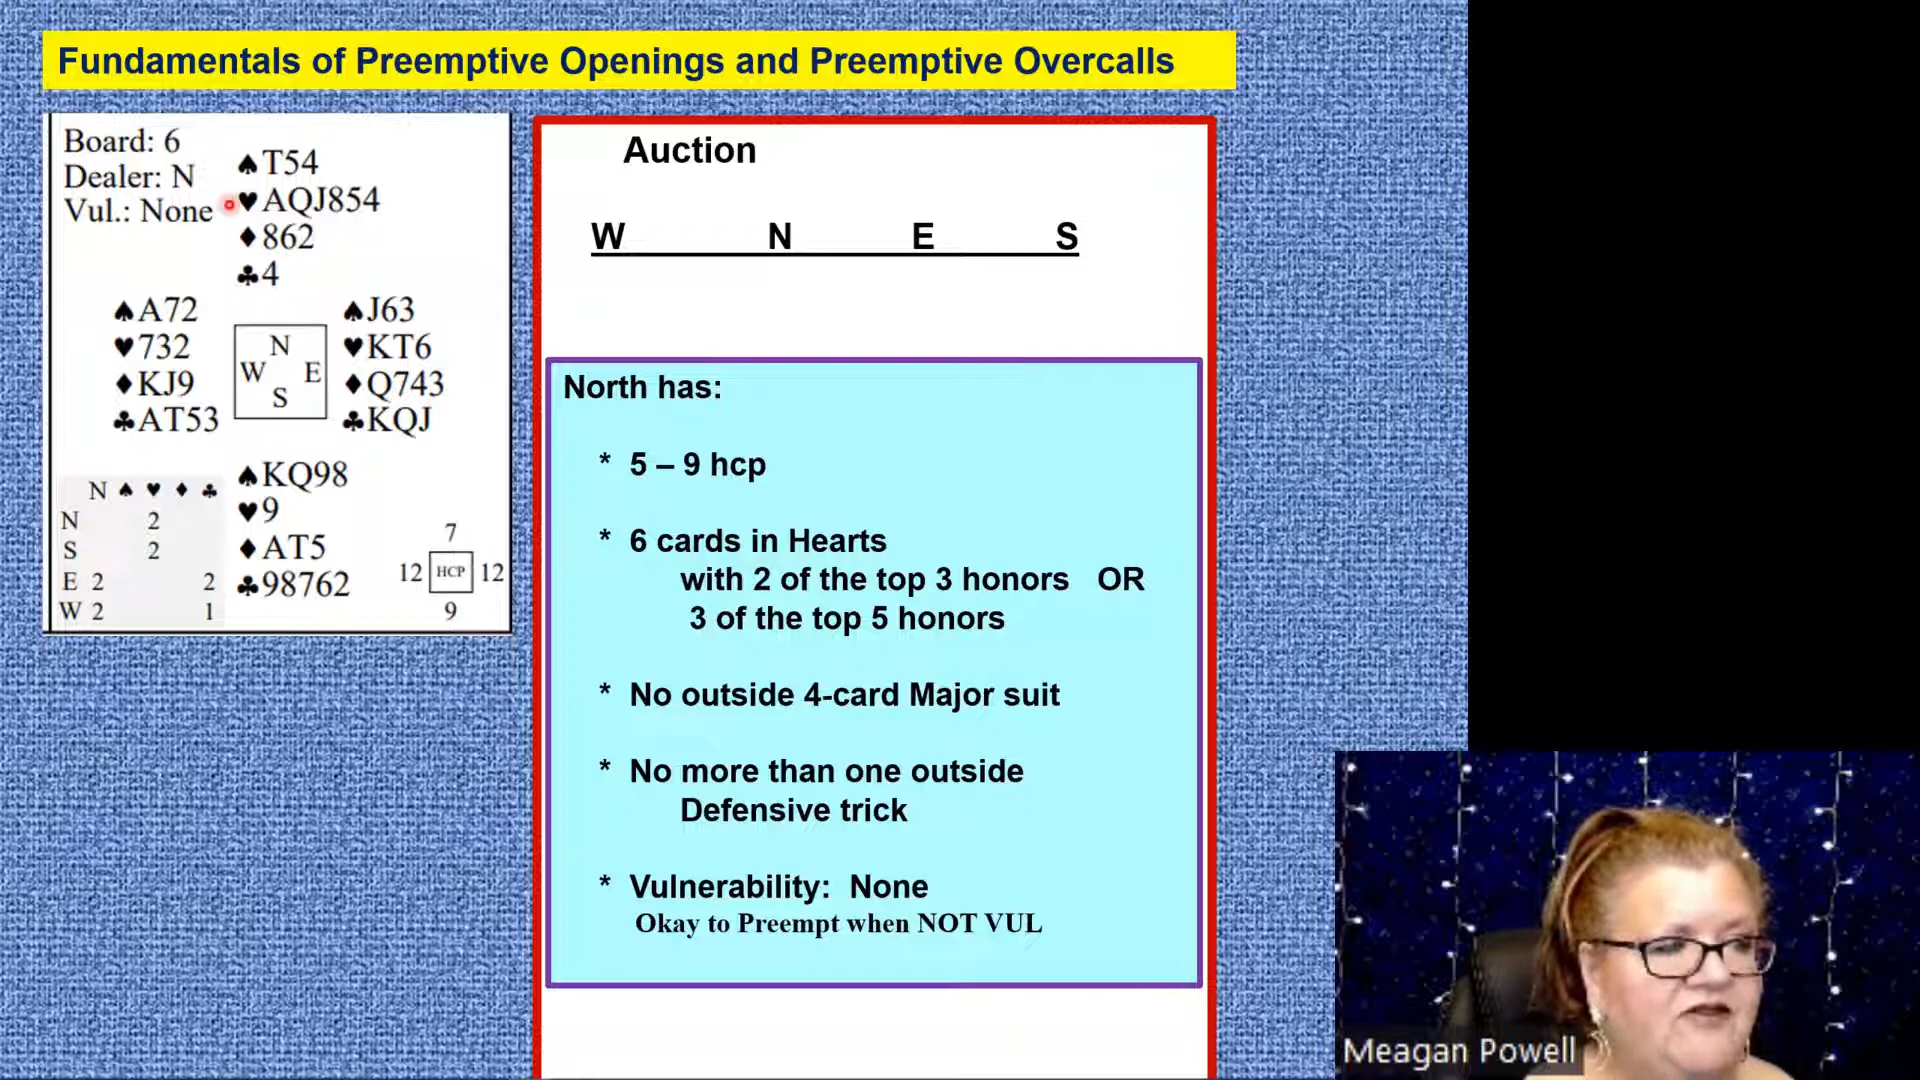 Fundamentals of Preemptive Openings and Preemptive Overcalls
Board: 6
Dealer: N
Vul.: None
♠T54
♥AQJ854
♦862
♣4
♠A72
♥732
♦KJ9
♣AT53
N
W E
S
♠J63
♥KT6
♦Q743
♣KQJ
♠KQ98
♥9
♦AT5
♣98762
N ♠ ♥ ♦ ♣
N 2
S 2
E 2 2
W 2 1
7
12 HCP 12
9
Auction
W N E S
North has:
* 5 – 9 hcp
* 6 cards in Hearts
with 2 of the top 3 honors OR
3 of the top 5 honors
* No outside 4-card Major suit
* No more than one outside
Defensive trick
* Vulnerability: None
Okay to Preempt when NOT VUL
Meagan Powell